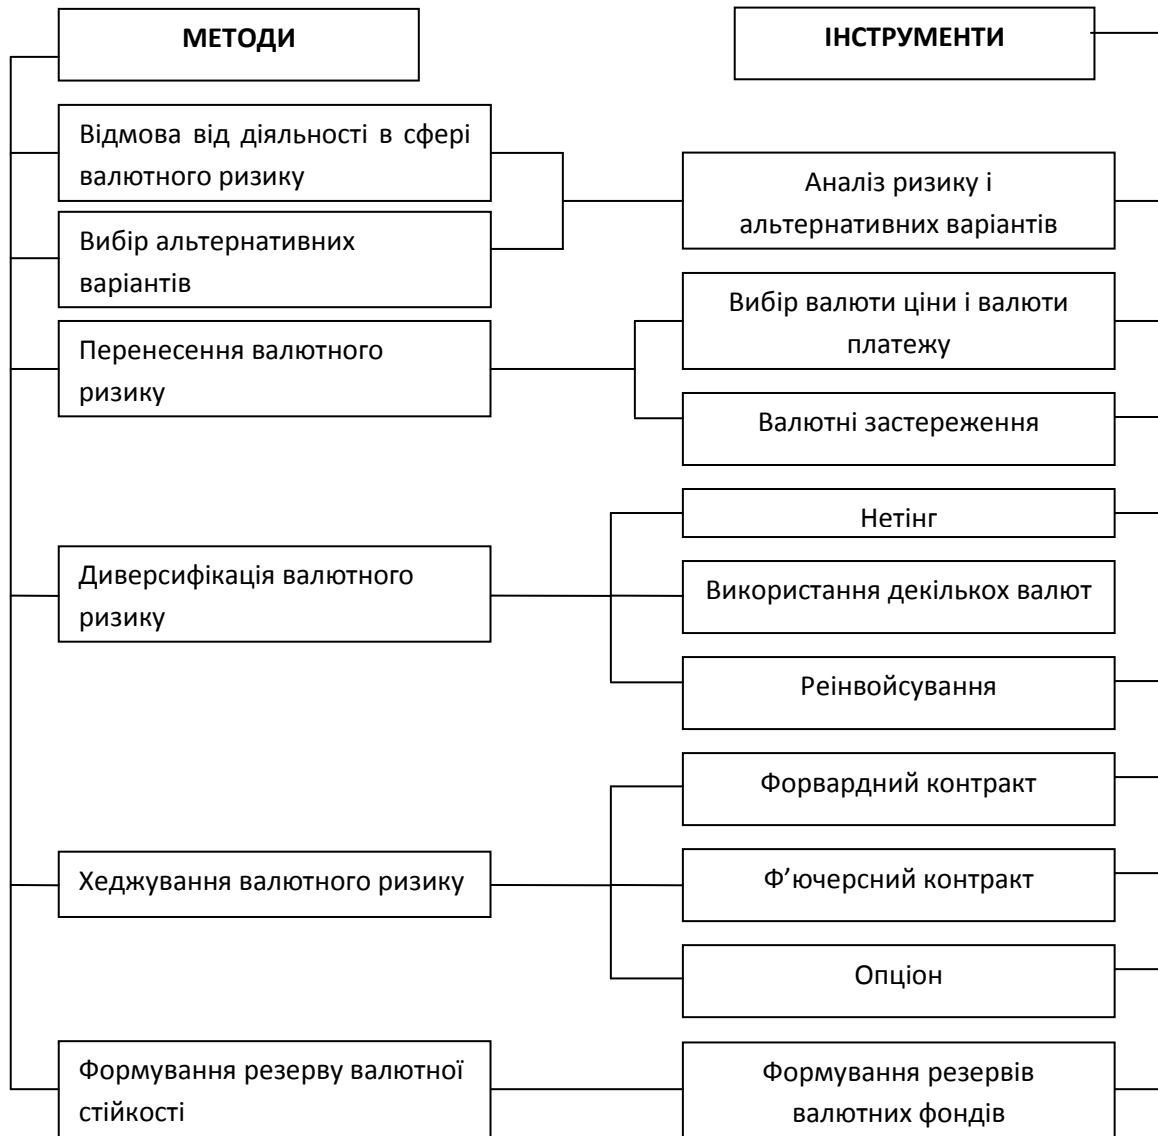 МЕТОДИ
ІНСТРУМЕНТИ
Відмова від діяльності в сфері
валютного ризику
Аналіз ризику і
альтернативних варіантів
Вибір альтернативних
варіантів
Вибір валюти ціни і валюти
платежу
Перенесення валютного
ризику
Валютні застереження
Нетінг
Диверсифікація валютного
ризику
Використання декількох валют
Реінвойсування
Форвардний контракт
Хеджування валютного ризику
Ф’ючерсний контракт
Опціон
Формування резерву валютної
стійкості
Формування резервів
валютних фондів